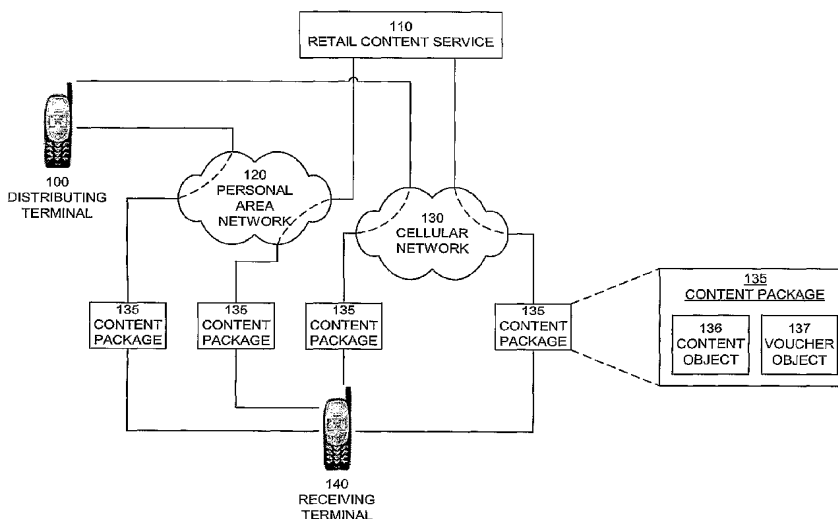 110
RETAIL CONTENT SERVICE
100
DISTRIBUTING
TERMINAL
120
PERSONAL
AREA
NETWORK
130
CELLULAR
NETWORK
135
CONTENT
PACKAGE
135
CONTENT
PACKAGE
135
CONTENT
PACKAGE
135
CONTENT
PACKAGE
135
CONTENT PACKAGE
136
CONTENT
OBJECT
137
VOUCHER
OBJECT
140
RECEIVING
TERMINAL